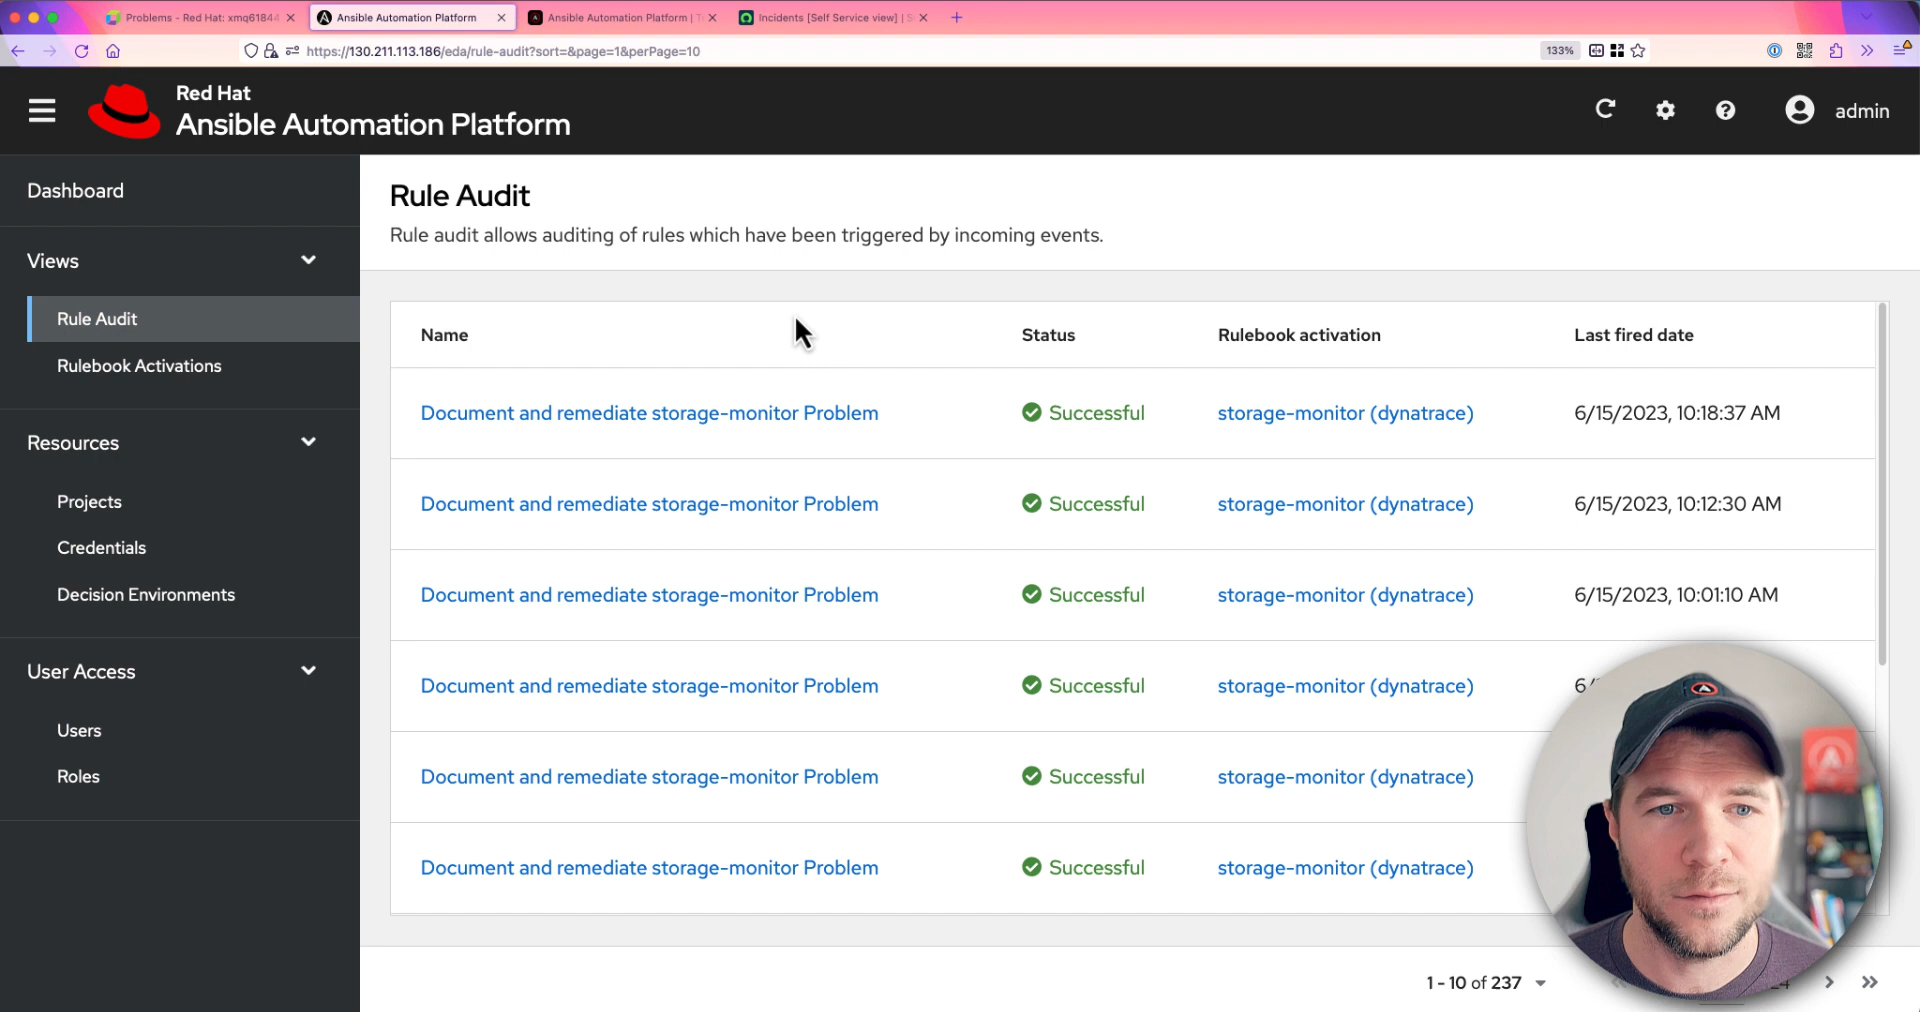 Problems - Red Hat: xmq61844
Ansible Automation Platform
Ansible Automation Platform |
Incidents [Self Service view] |
https://130.211.113.186/eda/rule-audit?sort=&page=1&perPage=10
133%
Red Hat
Ansible Automation Platform
admin
Dashboard
Views
Rule Audit
Rulebook Activations
Resources
Projects
Credentials
Decision Environments
User Access
Users
Roles
Rule Audit
Rule audit allows auditing of rules which have been triggered by incoming events.
Name Status Rulebook activation Last fired date
Document and remediate storage-monitor Problem Successful storage-monitor (dynatrace) 6/15/2023, 10:18:37 AM
Document and remediate storage-monitor Problem Successful storage-monitor (dynatrace) 6/15/2023, 10:12:30 AM
Document and remediate storage-monitor Problem Successful storage-monitor (dynatrace) 6/15/2023, 10:01:10 AM
Document and remediate storage-monitor Problem Successful storage-monitor (dynatrace) 6/
Document and remediate storage-monitor Problem Successful storage-monitor (dynatrace)
Document and remediate storage-monitor Problem Successful storage-monitor (dynatrace)
1 - 10 of 237